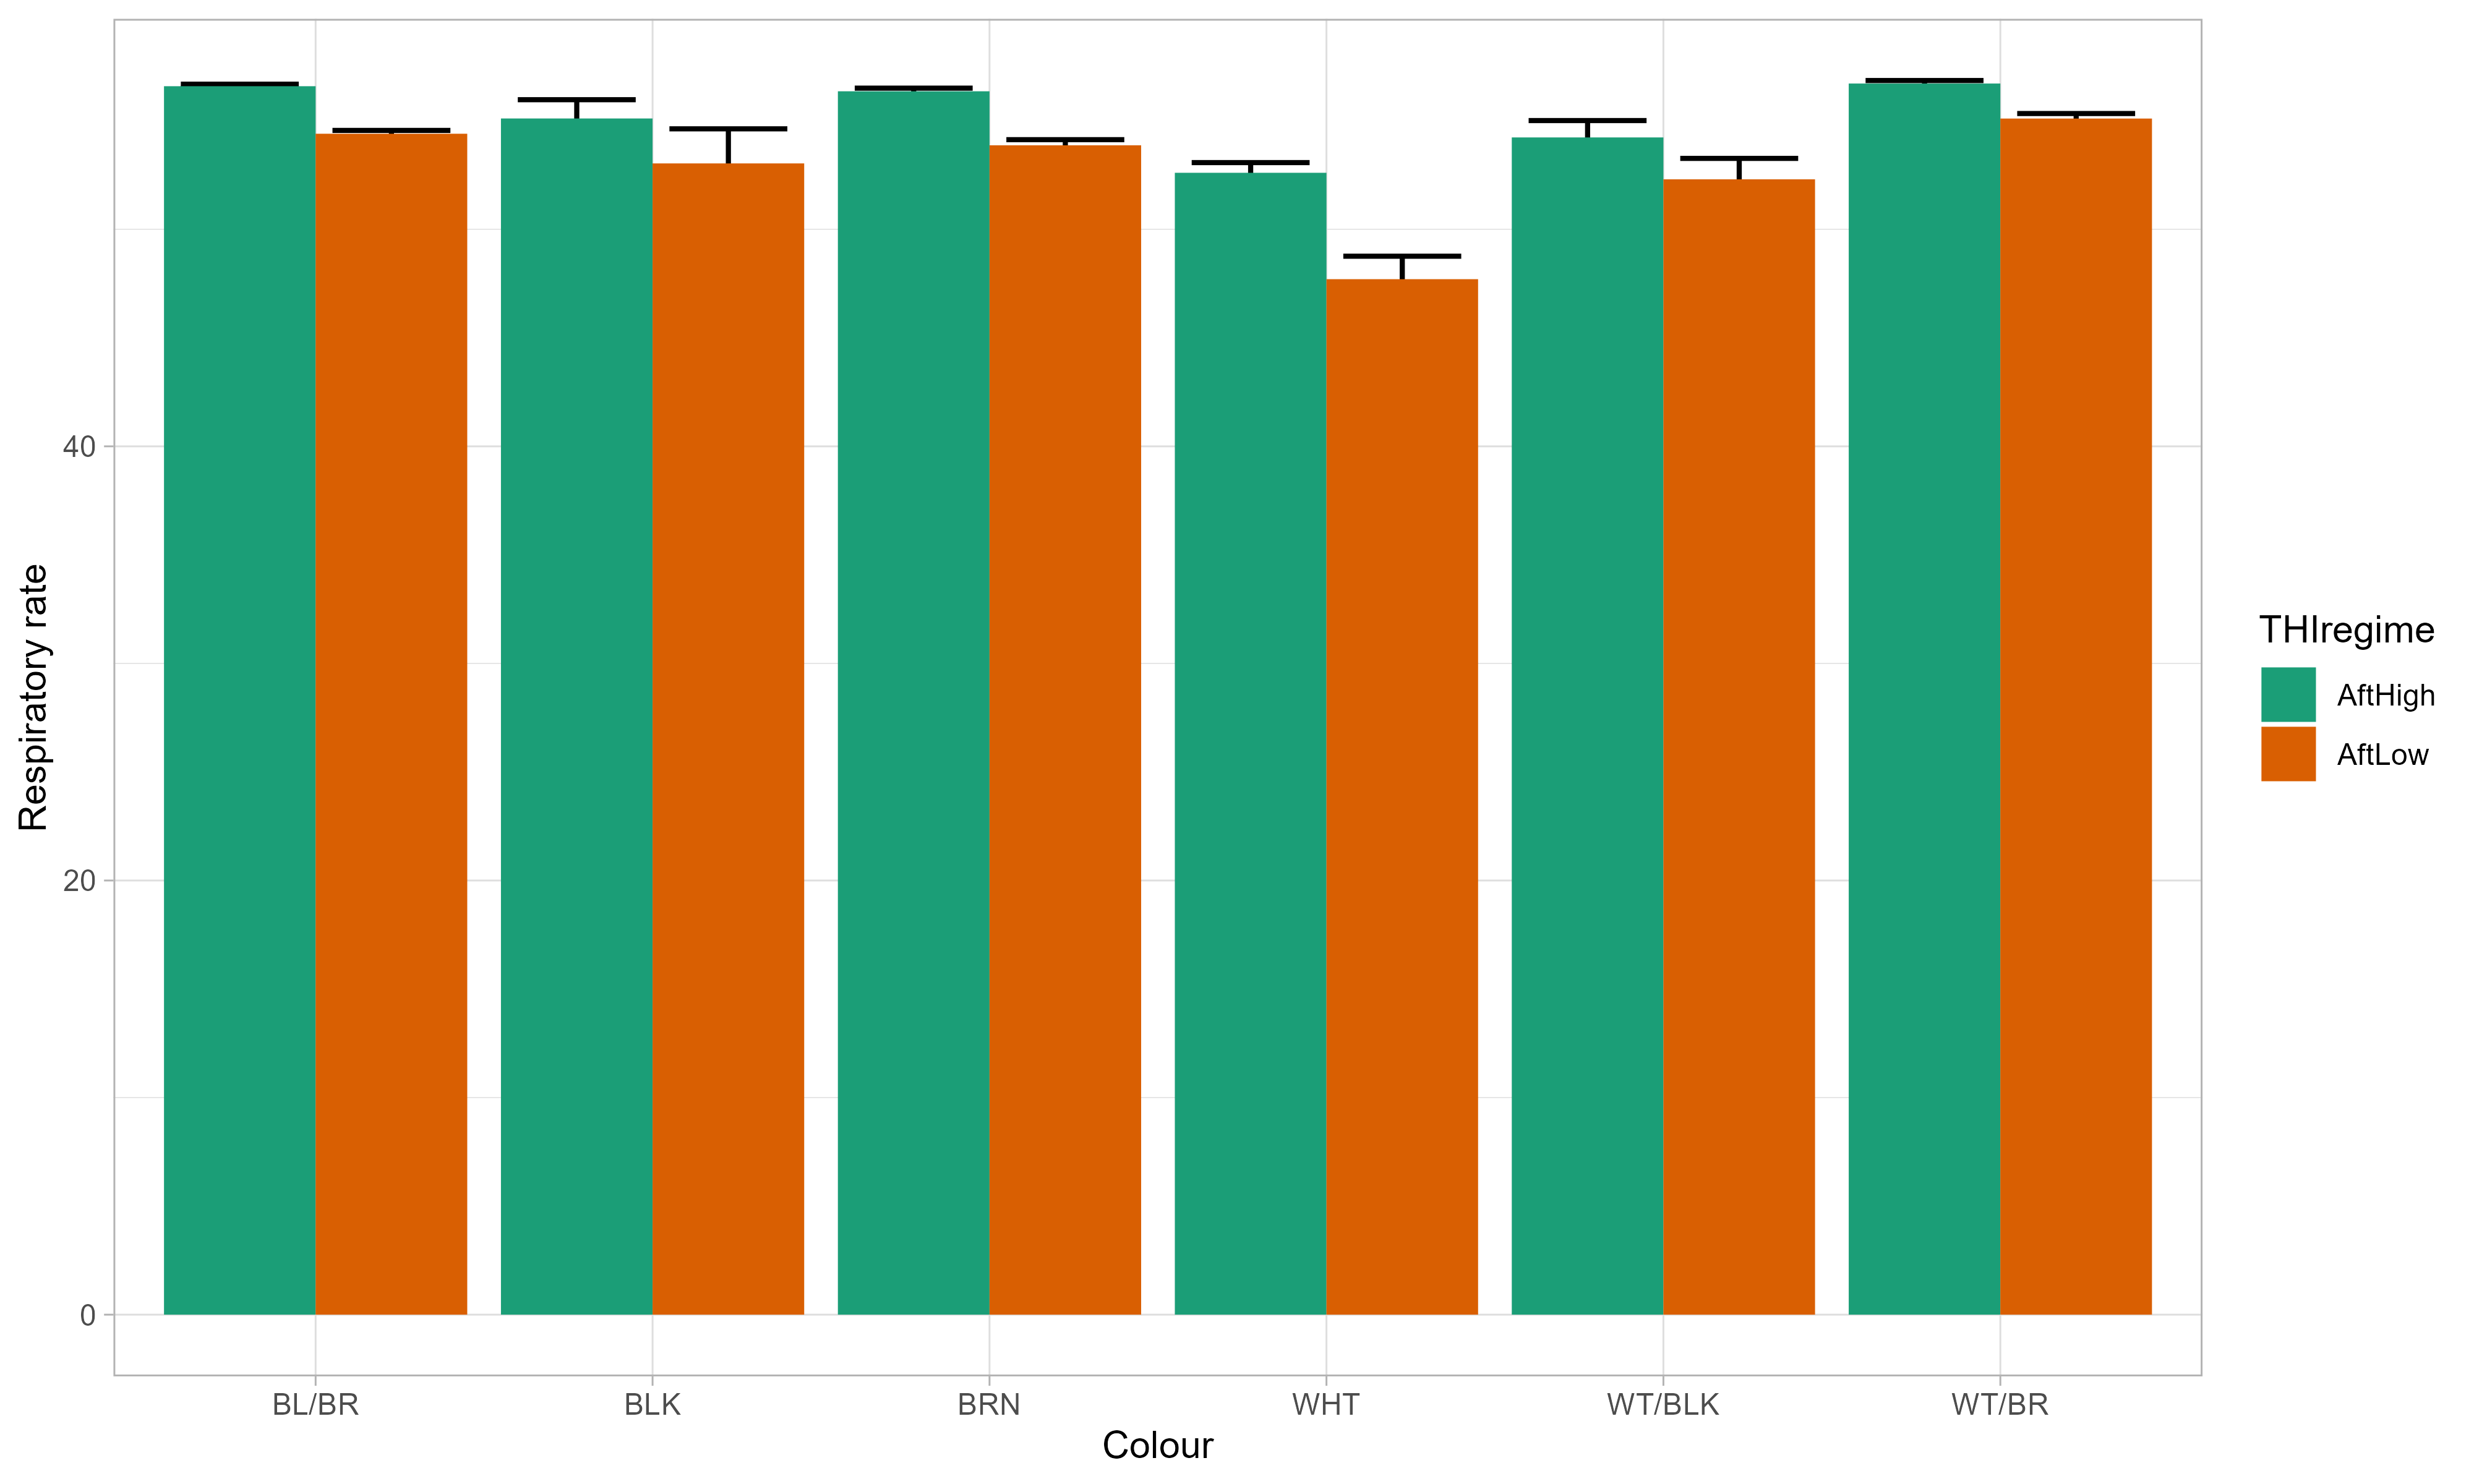 Respiratory rate
40
20
0
BL/BR BLK BRN WHT WT/BLK WT/BR
Colour
THIregime
AftHigh
AftLow